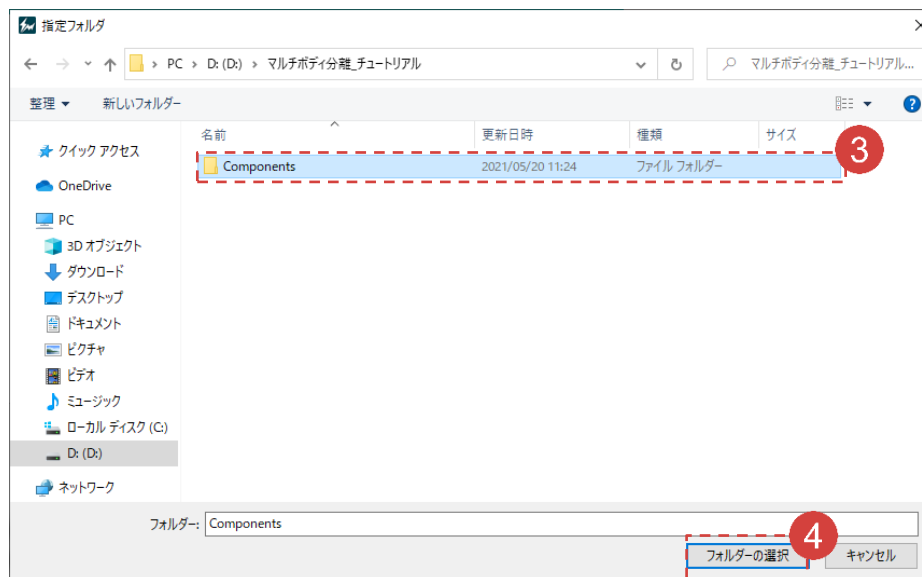 指定フォルダ
PC > D: (D:) > マルチボディ分離_チュートリアル
マルチボディ分離_チュートリアル...
整理
新しいフォルダー
名前 更新日時 種類 サイズ
3
Components 2021/05/20 11:24 ファイル フォルダー
クイック アクセス
OneDrive
PC
3D オブジェクト
ダウンロード
デスクトップ
ドキュメント
ピクチャ
ビデオ
ミュージック
ローカル ディスク (C:)
D: (D:)
ネットワーク
フォルダー: Components
4
フォルダーの選択 キャンセル